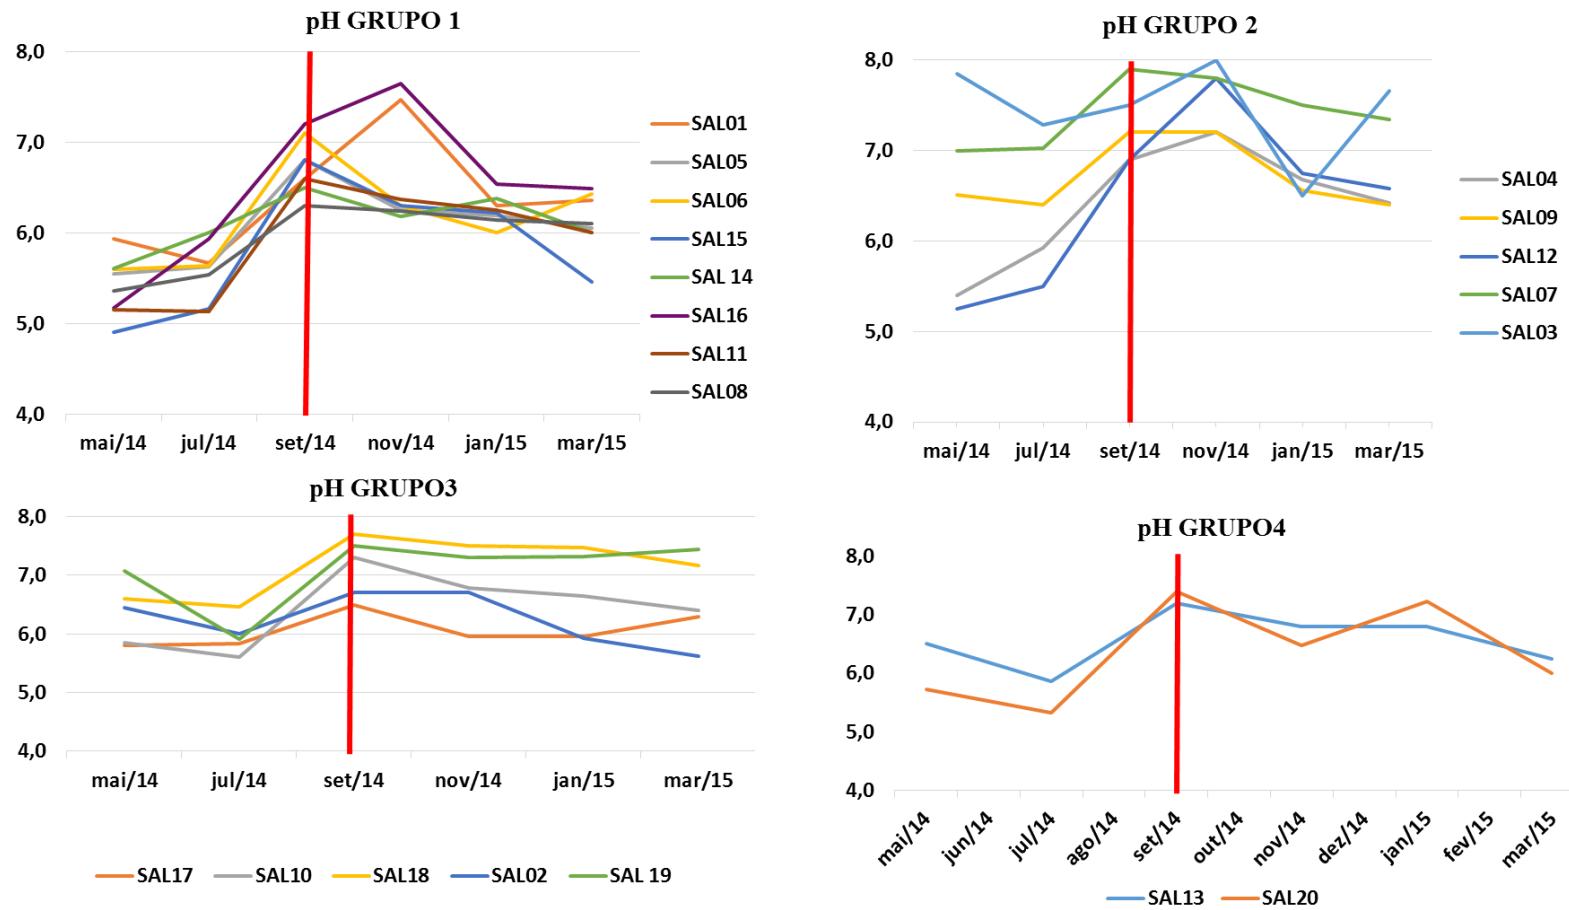 pH GRUPO 1
8,0
7,0
6,0
5,0
4,0
mai/14 jul/14 set/14 nov/14 jan/15 mar/15
SAL01
SAL05
SAL06
SAL15
SAL 14
SAL16
SAL11
SAL08
pH GRUPO 2
8,0
7,0
6,0
5,0
4,0
mai/14 jul/14 set/14 nov/14 jan/15 mar/15
SAL04
SAL09
SAL12
SAL07
SAL03
pH GRUPO3
8,0
7,0
6,0
5,0
4,0
mai/14 jul/14 set/14 nov/14 jan/15 mar/15
SAL17 SAL10 SAL18 SAL02 SAL 19
pH GRUPO4
8,0
7,0
6,0
5,0
4,0
mai/14 jun/14 jul/14 ago/14 set/14 out/14 nov/14 dez/14 jan/15 fev/15 mar/15
SAL13 SAL20